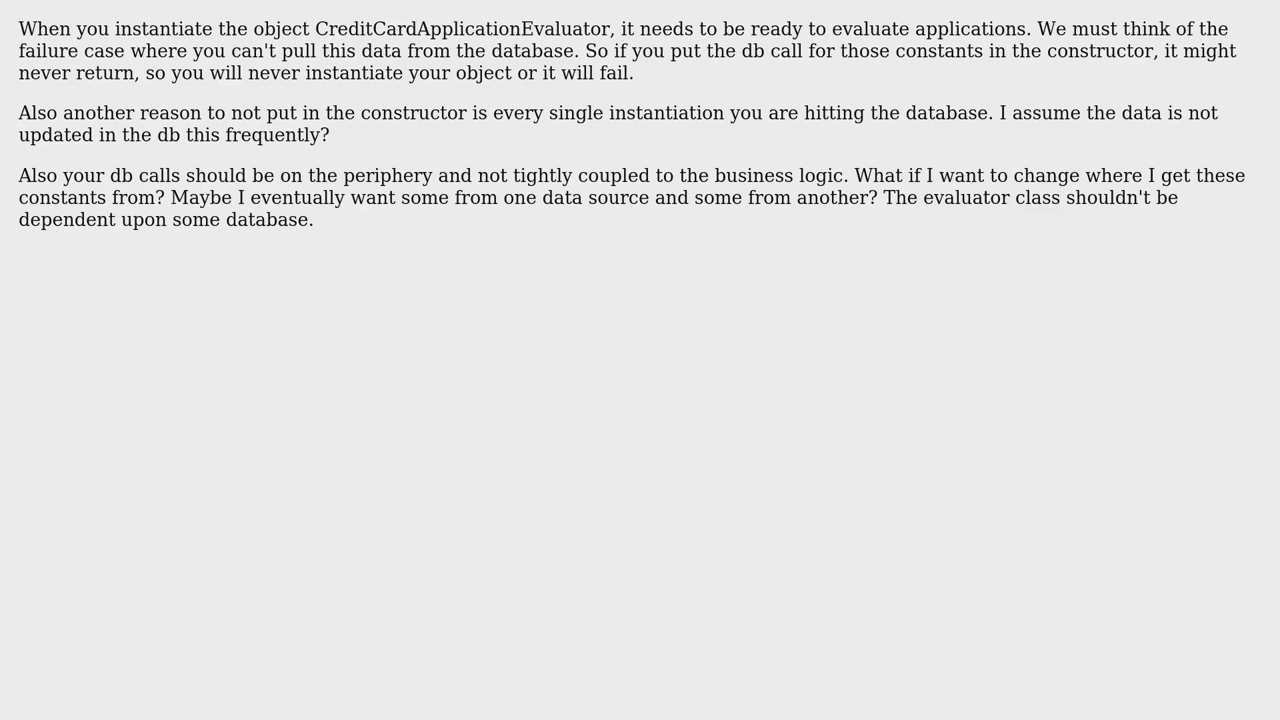 When you instantiate the object CreditCardApplicationEvaluator, it needs to be ready to evaluate applications. We must think of the
failure case where you can't pull this data from the database. So if you put the db call for those constants in the constructor, it might
never return, so you will never instantiate your object or it will fail.
Also another reason to not put in the constructor is every single instantiation you are hitting the database. I assume the data is not
updated in the db this frequently?
Also your db calls should be on the periphery and not tightly coupled to the business logic. What if I want to change where I get these
constants from? Maybe I eventually want some from one data source and some from another? The evaluator class shouldn't be
dependent upon some database.